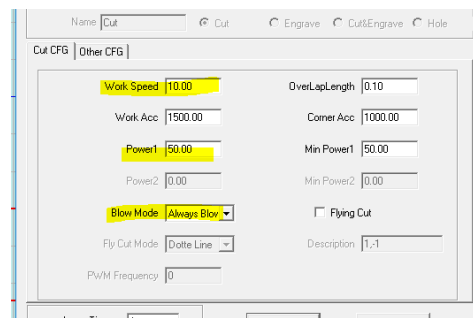 Name Cut Cut Engrave Cut&Engrave Hole
Cut CFG Other CFG
Work Speed 10.00 OverLapLength 0.10
Work Acc 1500.00 Corner Acc 1000.00
Power1 50.00 Min Power1 50.00
Power2 0.00 Min Power2 0.00
Blow Mode Always Blov Flying Cut
Fly Cut Mode Dotte Line Description 1,-1
PWM Frequency 0